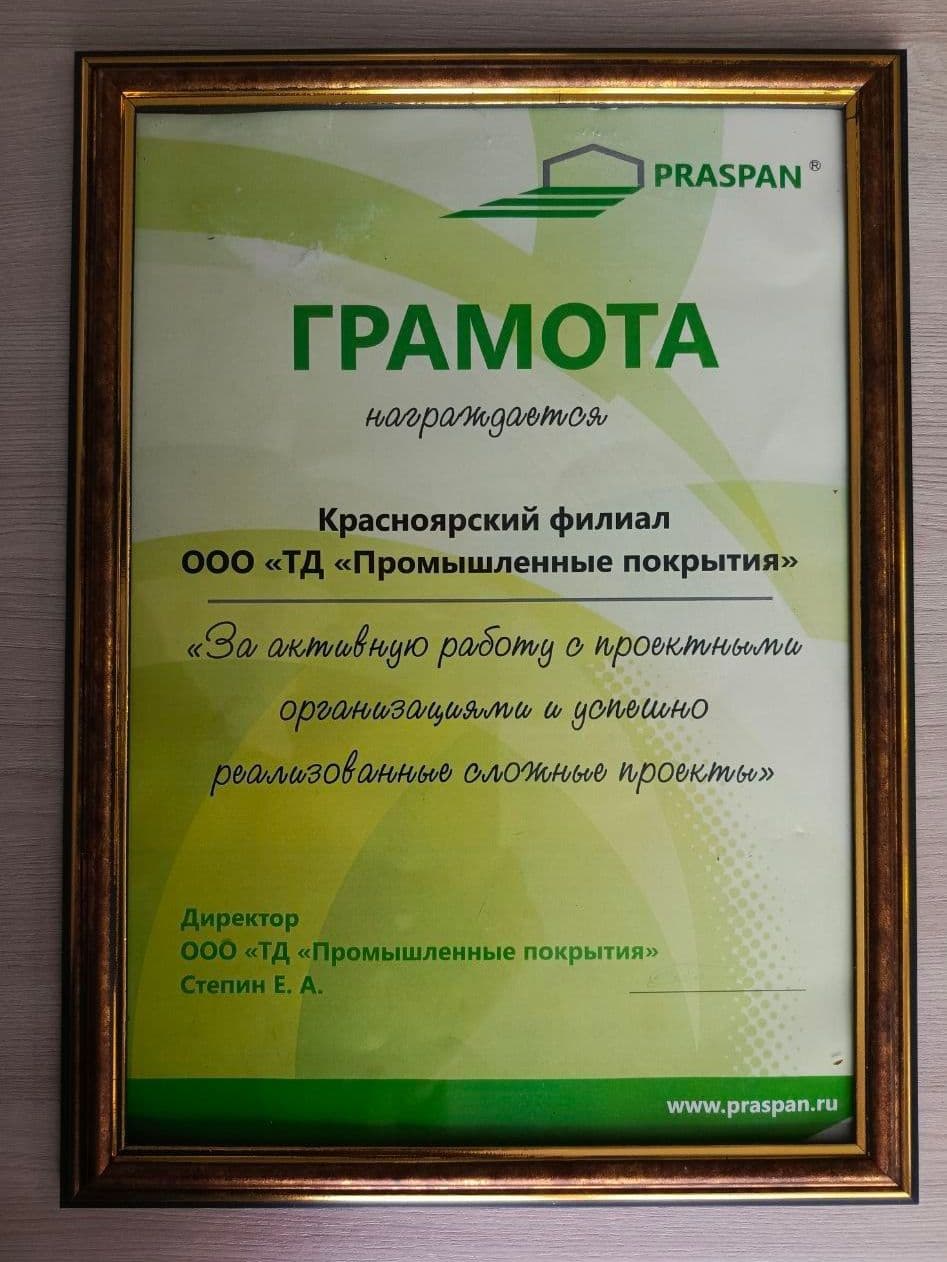 PRASPAN ®
ГРАМОТА
награждается
Красноярский филиал
ООО «ТД «Промышленные покрытия»
«За активную работу с проектными
организациями и успешно
реализованные сложные проекты»
Директор
ООО «ТД «Промышленные покрытия»
Степин Е. А.
www.praspan.ru